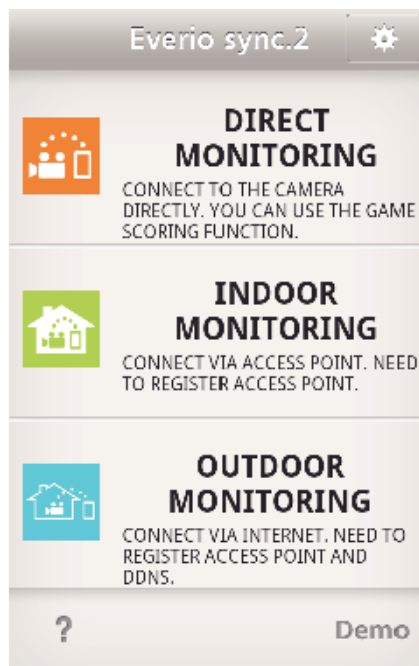 Everio sync.2
DIRECT
MONITORING
CONNECT TO THE CAMERA
DIRECTLY. YOU CAN USE THE GAME
SCORING FUNCTION.
INDOOR
MONITORING
CONNECT VIA ACCESS POINT. NEED
TO REGISTER ACCESS POINT.
OUTDOOR
MONITORING
CONNECT VIA INTERNET. NEED TO
REGISTER ACCESS POINT AND
DDNS.
? Demo